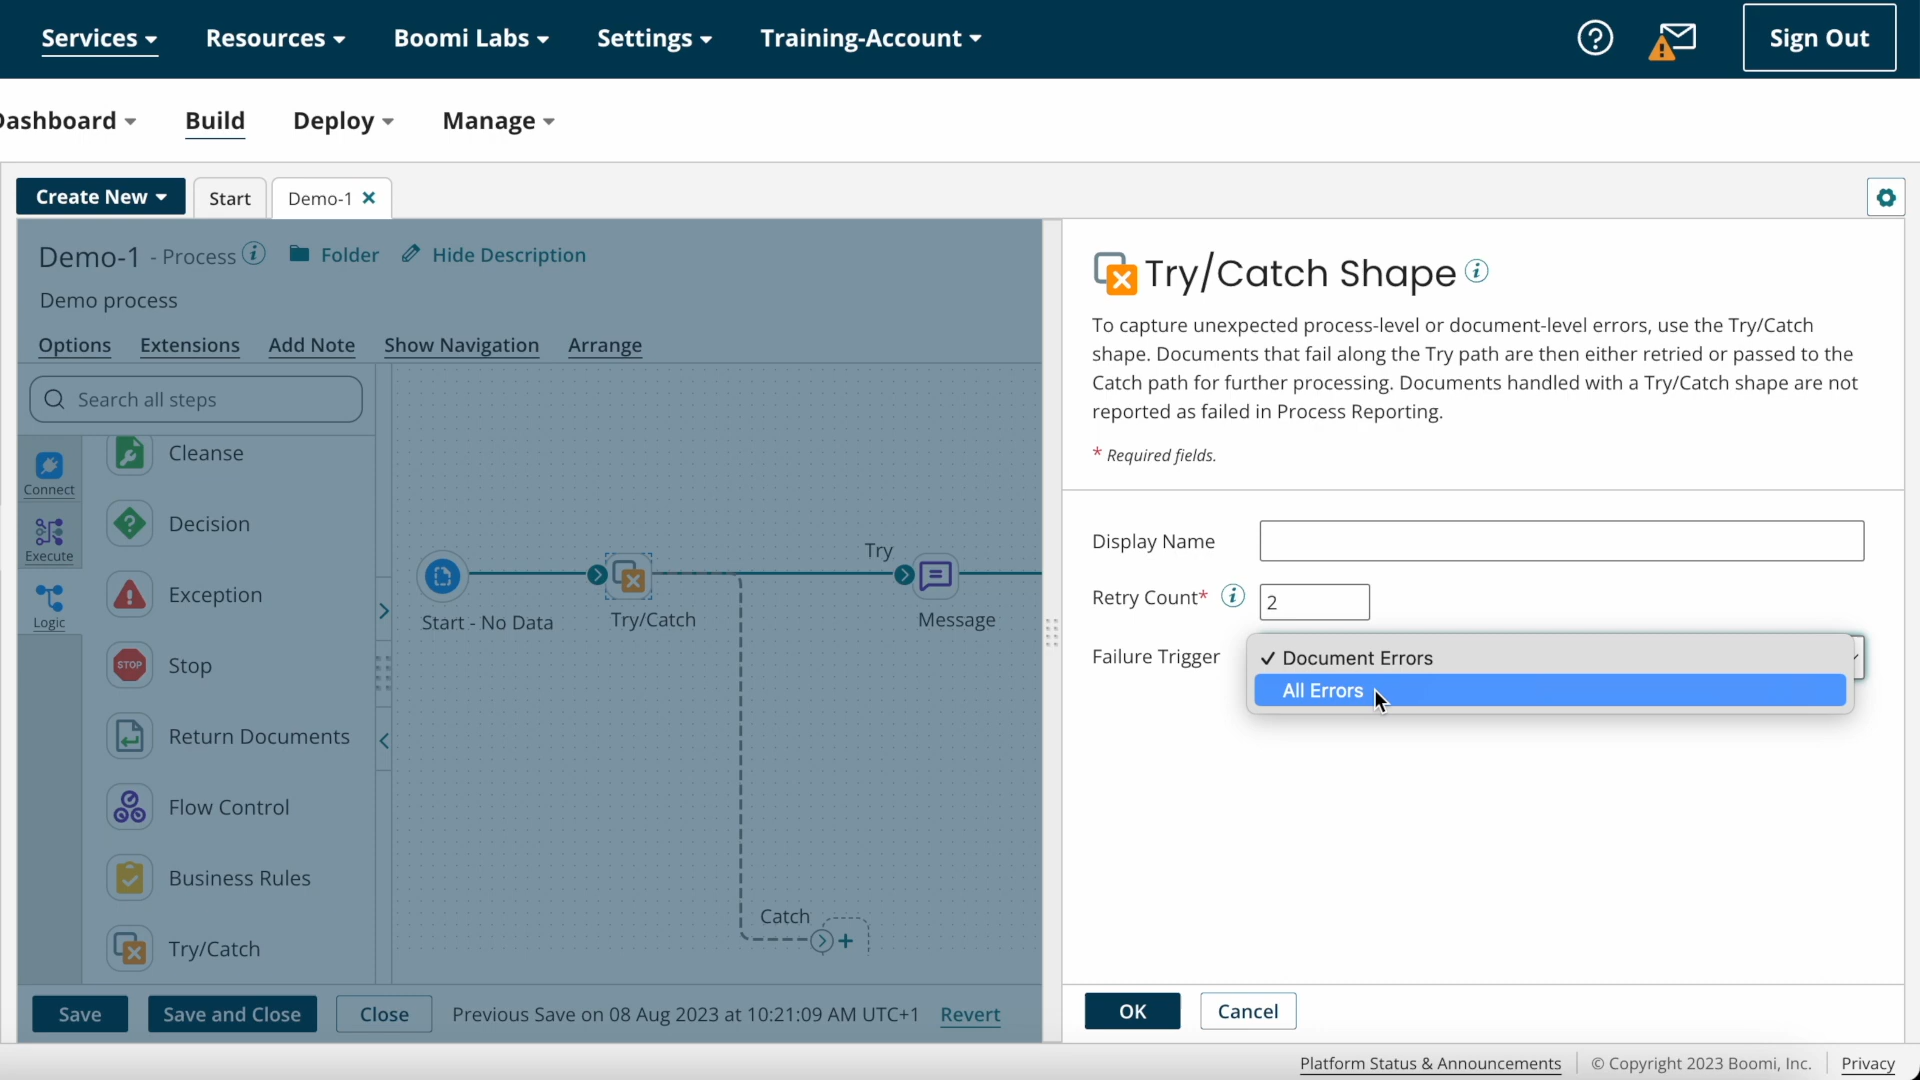 Services
Resources
Boomi Labs
Settings
Training-Account
Sign Out
Dashboard
Build
Deploy
Manage
Create New
Start
Demo-1
Demo-1 - Process
Folder
Hide Description
Demo process
Options
Extensions
Add Note
Show Navigation
Arrange
Search all steps
Connect
Execute
Logic
Cleanse
Decision
Exception
STOP
Stop
Return Documents
Flow Control
Business Rules
Try/Catch
Start - No Data
Try/Catch
Try
Message
Catch
Save
Save and Close
Close
Previous Save on 08 Aug 2023 at 10:21:09 AM UTC+1
Revert
Try/Catch Shape
To capture unexpected process-level or document-level errors, use the Try/Catch
shape. Documents that fail along the Try path are then either retried or passed to the
Catch path for further processing. Documents handled with a Try/Catch shape are not
reported as failed in Process Reporting.
* Required fields.
Display Name
Retry Count*
2
Failure Trigger
✓ Document Errors
All Errors
OK
Cancel
Platform Status & Announcements
© Copyright 2023 Boomi, Inc.
Privacy